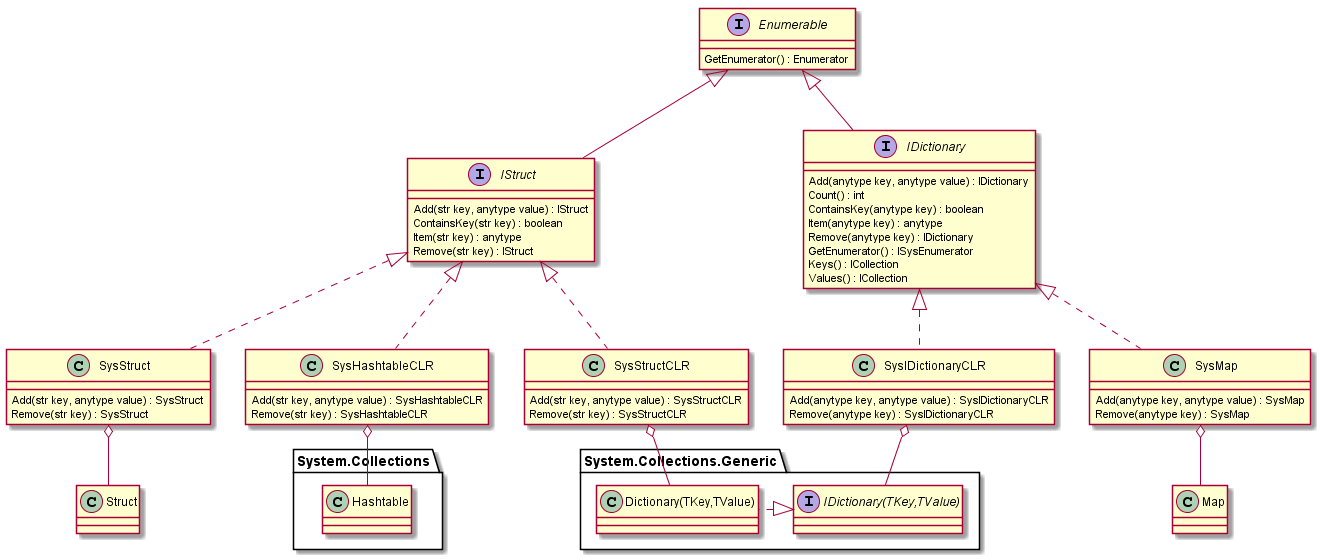 I Enumerable
GetEnumerator() : Enumerator
I IStruct
Add(str key, anytype value) : IStruct
ContainsKey(str key) : boolean
Item(str key) : anytype
Remove(str key) : IStruct
I IDictionary
Add(anytype key, anytype value) : IDictionary
Count() : int
ContainsKey(anytype key) : boolean
Item(anytype key) : anytype
Remove(anytype key) : IDictionary
GetEnumerator() : ISysEnumerator
Keys() : ICollection
Values() : ICollection
C SysStruct
Add(str key, anytype value) : SysStruct
Remove(str key) : SysStruct
C SysHashtableCLR
Add(str key, anytype value) : SysHashtableCLR
Remove(str key) : SysHashtableCLR
C SysStructCLR
Add(str key, anytype value) : SysStructCLR
Remove(str key) : SysStructCLR
C SysIDictionaryCLR
Add(anytype key, anytype value) : SysIDictionaryCLR
Remove(anytype key) : SysIDictionaryCLR
C SysMap
Add(anytype key, anytype value) : SysMap
Remove(anytype key) : SysMap
C Struct
System.Collections
C Hashtable
System.Collections.Generic
C Dictionary(TKey,TValue)
I IDictionary(TKey,TValue)
C Map